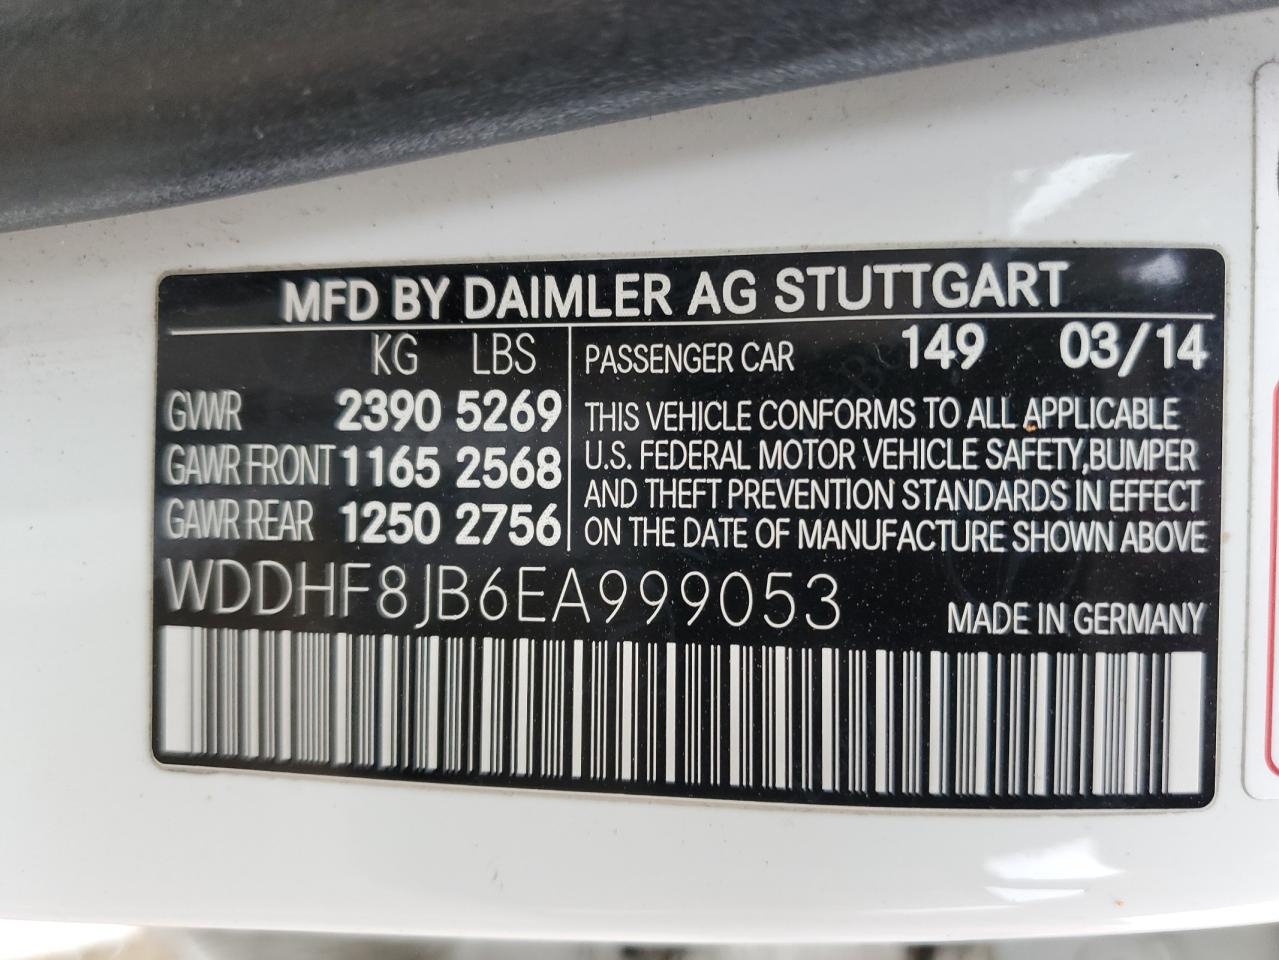 MFD BY DAIMLER AG STUTTGART
KG LBS
GVWR 2390 5269
GAWR FRONT 1165 2568
GAWR REAR 1250 2756
PASSENGER CAR 149 03/14
THIS VEHICLE CONFORMS TO ALL APPLICABLE
U.S. FEDERAL MOTOR VEHICLE SAFETY,BUMPER
AND THEFT PREVENTION STANDARDS IN EFFECT
ON THE DATE OF MANUFACTURE SHOWN ABOVE
WDDHF8JB6EA999053
MADE IN GERMANY